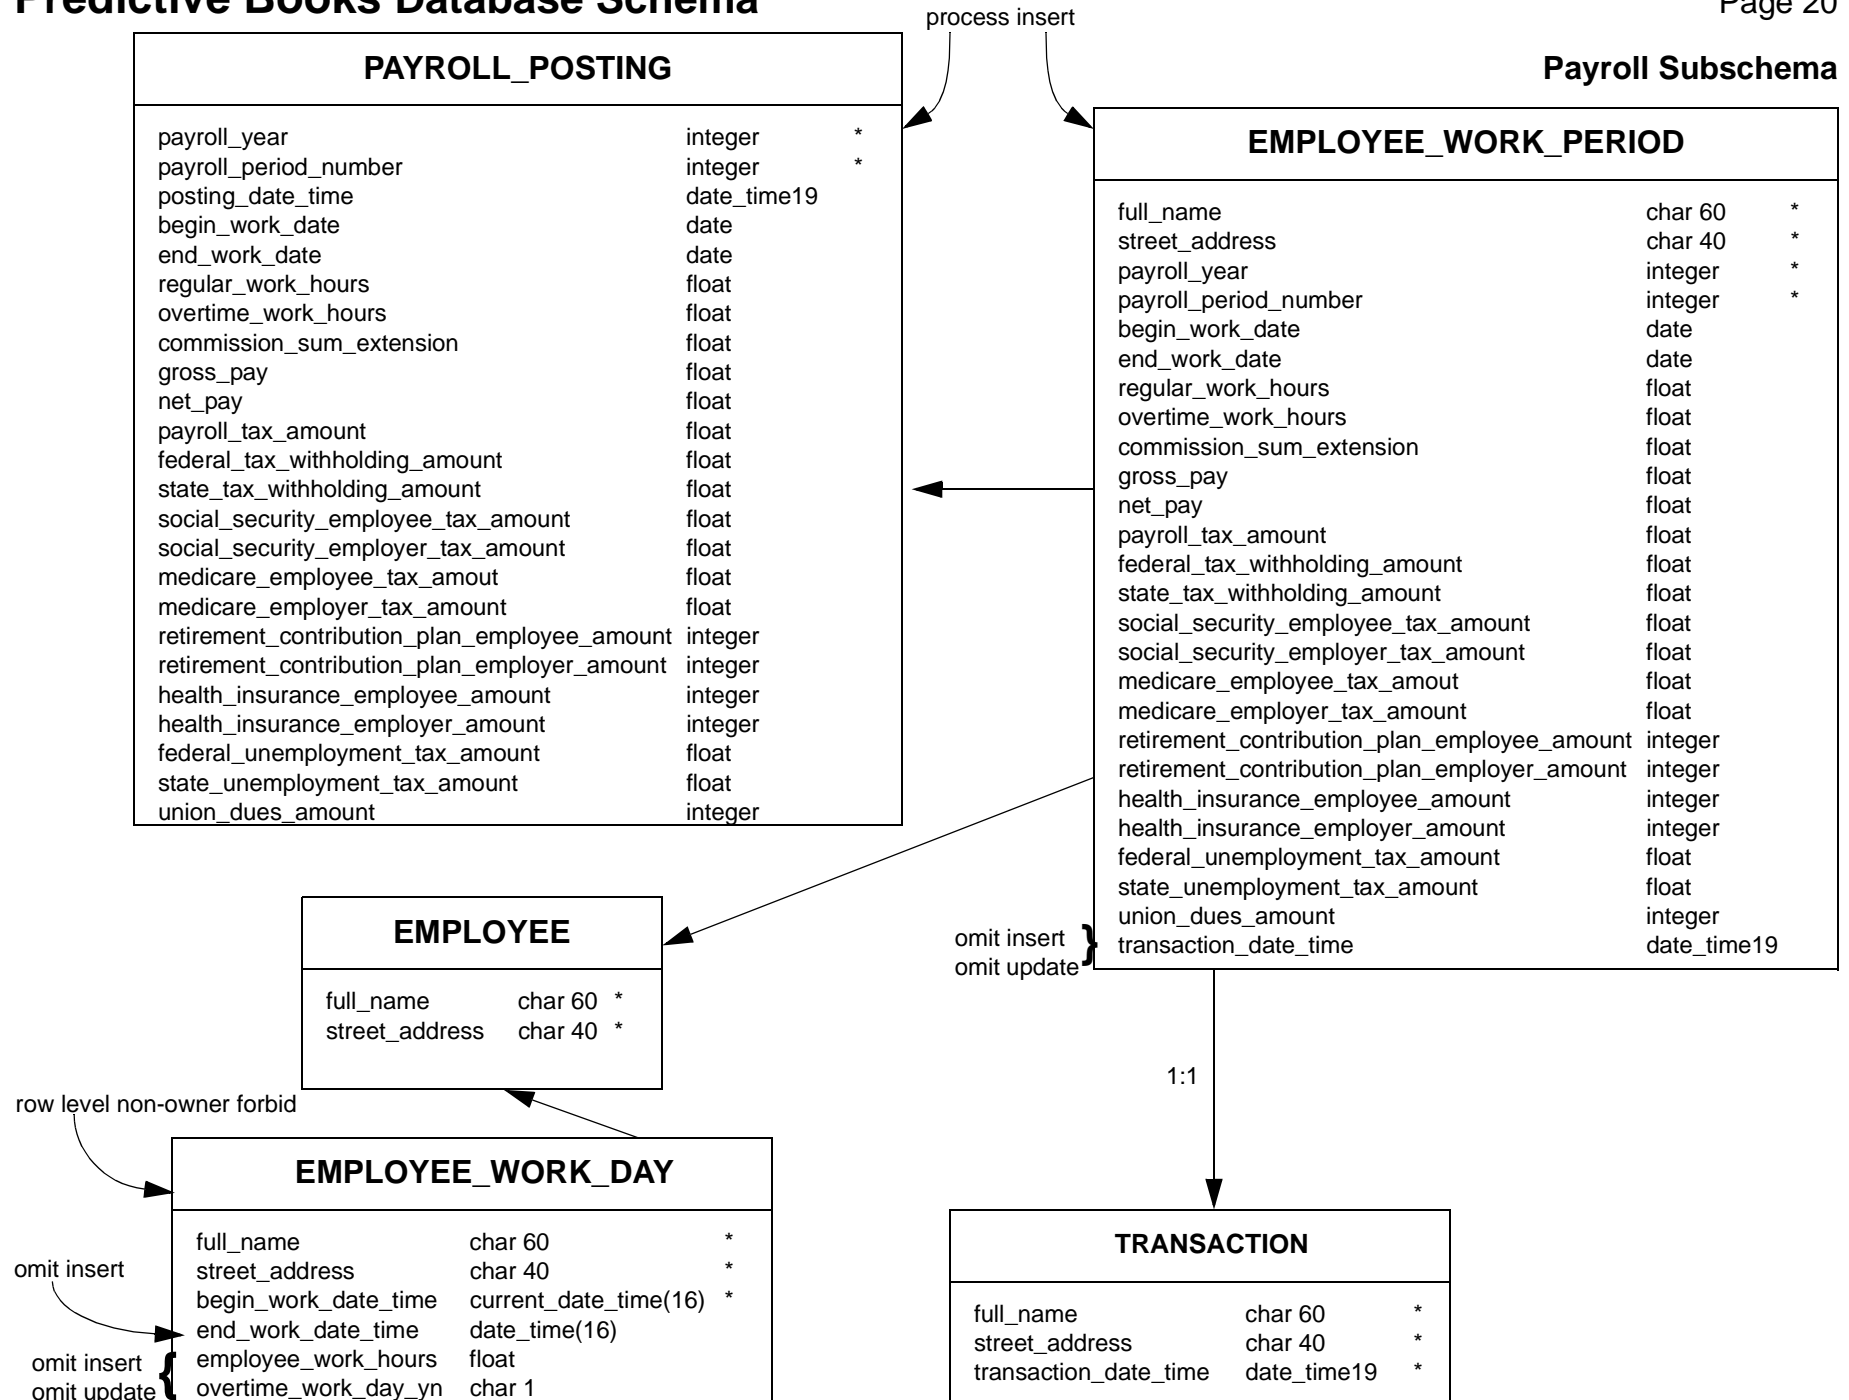 Predictive Books Database Schema
Page 20
process insert
Payroll Subschema
PAYROLL_POSTING
payroll_year integer *
payroll_period_number integer *
posting_date_time date_time19
begin_work_date date
end_work_date date
regular_work_hours float
overtime_work_hours float
commission_sum_extension float
gross_pay float
net_pay float
payroll_tax_amount float
federal_tax_withholding_amount float
state_tax_withholding_amount float
social_security_employee_tax_amount float
social_security_employer_tax_amount float
medicare_employee_tax_amout float
medicare_employer_tax_amount float
retirement_contribution_plan_employee_amount integer
retirement_contribution_plan_employer_amount integer
health_insurance_employee_amount integer
health_insurance_employer_amount integer
federal_unemployment_tax_amount float
state_unemployment_tax_amount float
union_dues_amount integer
EMPLOYEE_WORK_PERIOD
full_name char 60 *
street_address char 40 *
payroll_year integer *
payroll_period_number integer *
begin_work_date date
end_work_date date
regular_work_hours float
overtime_work_hours float
commission_sum_extension float
gross_pay float
net_pay float
payroll_tax_amount float
federal_tax_withholding_amount float
state_tax_withholding_amount float
social_security_employee_tax_amount float
social_security_employer_tax_amount float
medicare_employee_tax_amout float
medicare_employer_tax_amount float
retirement_contribution_plan_employee_amount integer
retirement_contribution_plan_employer_amount integer
health_insurance_employee_amount integer
health_insurance_employer_amount integer
federal_unemployment_tax_amount float
state_unemployment_tax_amount float
union_dues_amount integer
transaction_date_time date_time19
omit insert }
omit update
EMPLOYEE
full_name char 60 *
street_address char 40 *
1:1
row level non-owner forbid
EMPLOYEE_WORK_DAY
full_name char 60 *
street_address char 40 *
begin_work_date_time current_date_time(16) *
end_work_date_time date_time(16)
employee_work_hours float
overtime_work_day_yn char 1
omit insert
omit insert {
omit update
TRANSACTION
full_name char 60 *
street_address char 40 *
transaction_date_time date_time19 *